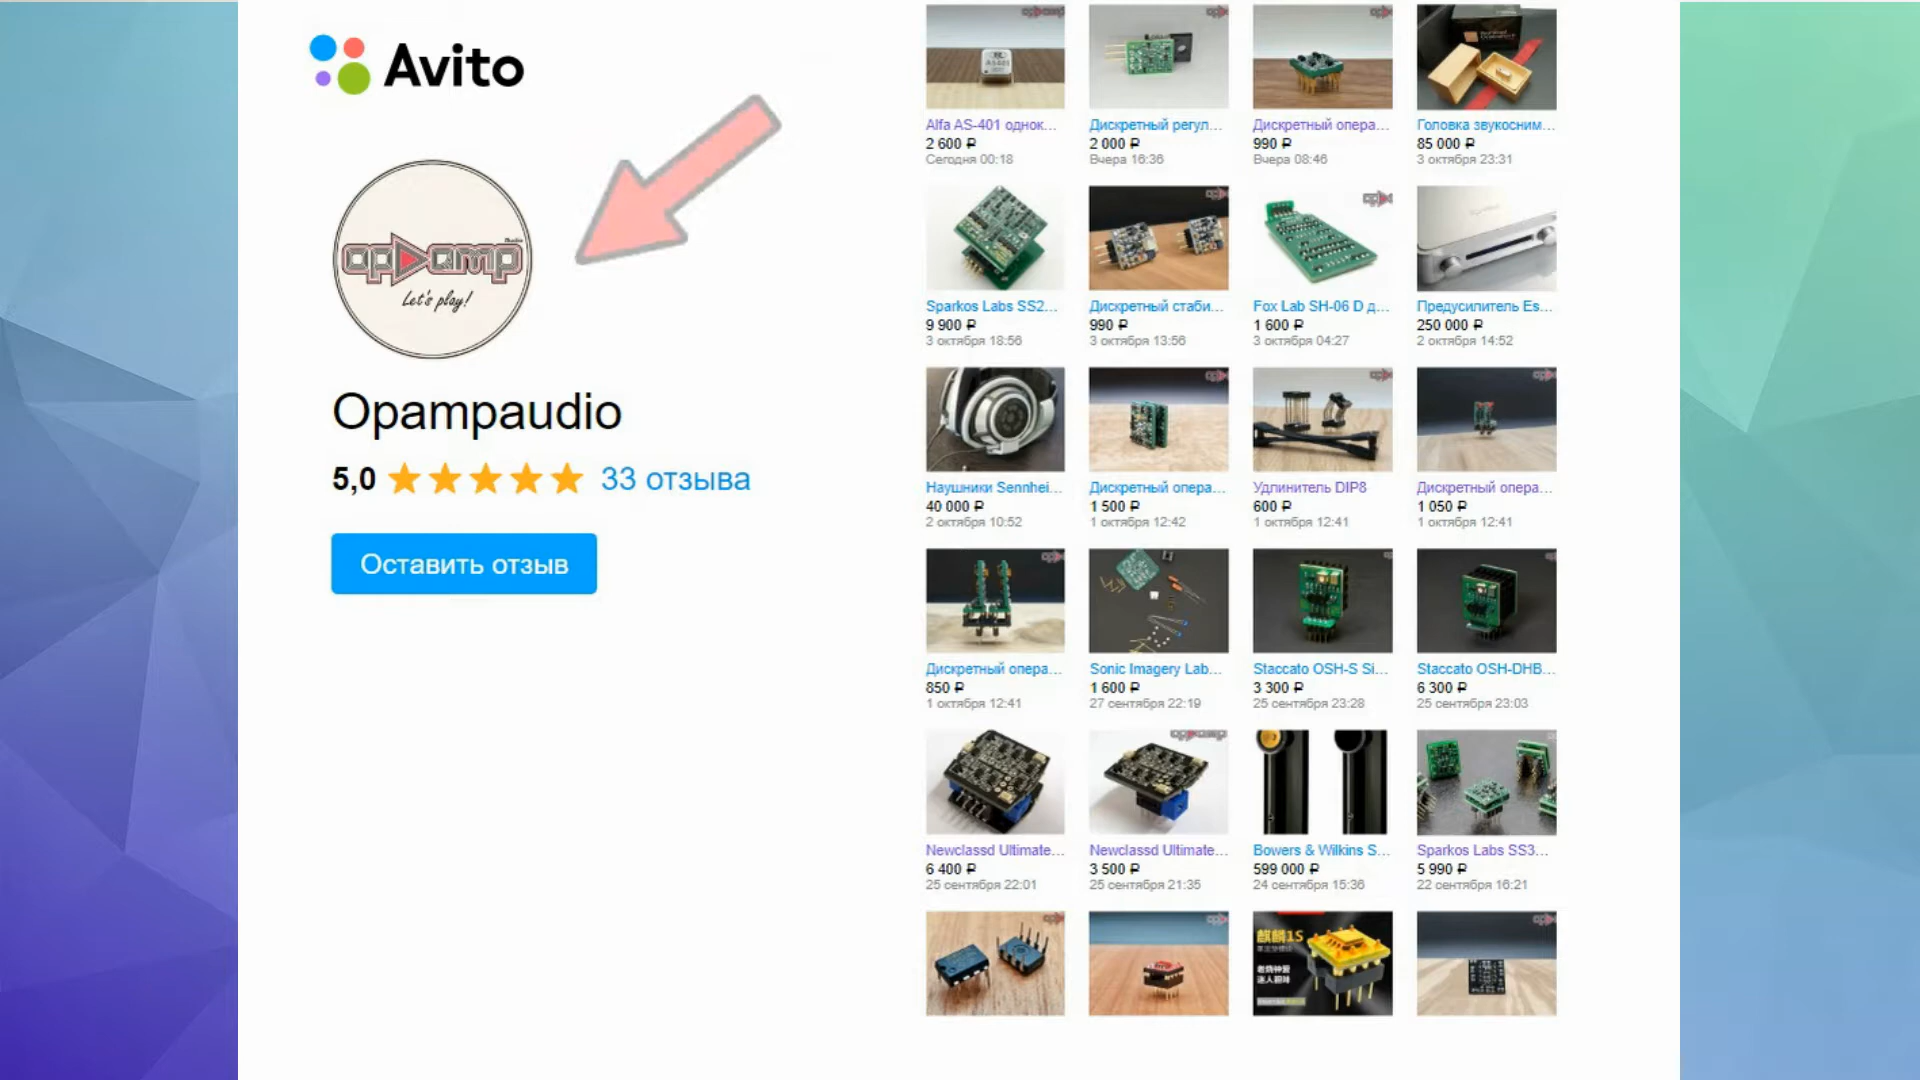 Avito
opamp
Let's play!
Opampaudio
5,0
33 отзыва
Оставить отзыв
Alfa AS-401 однок...
2 600 ₽
Сегодня 00:18
Дискретный регул...
2 000 ₽
Вчера 16:36
Дискретный опера...
990 ₽
Вчера 08:46
Головка звукосним...
85 000 ₽
3 октября 23:31
Sparkos Labs SS2...
9 900 ₽
3 октября 18:56
Дискретный стаби...
990 ₽
3 октября 13:56
Fox Lab SH-06 D д...
1 600 ₽
3 октября 04:27
Предусилитель Es...
250 000 ₽
2 октября 14:52
Наушники Sennhei...
40 000 ₽
2 октября 10:52
Дискретный опера...
1 500 ₽
1 октября 12:42
Удлинитель DIP8
600 ₽
1 октября 12:41
Дискретный опера...
1 050 ₽
1 октября 12:41
Дискретный опера...
850 ₽
1 октября 12:41
Sonic Imagery Lab...
1 600 ₽
27 сентября 22:19
Staccato OSH-S Si...
3 300 ₽
25 сентября 23:28
Staccato OSH-DHB...
6 300 ₽
25 сентября 23:03
Newclassd Ultimate...
6 400 ₽
25 сентября 22:01
Newclassd Ultimate...
3 500 ₽
25 сентября 21:35
Bowers & Wilkins S...
599 000 ₽
24 сентября 15:36
Sparkos Labs SS3...
5 990 ₽
22 сентября 16:21
麒麟1S